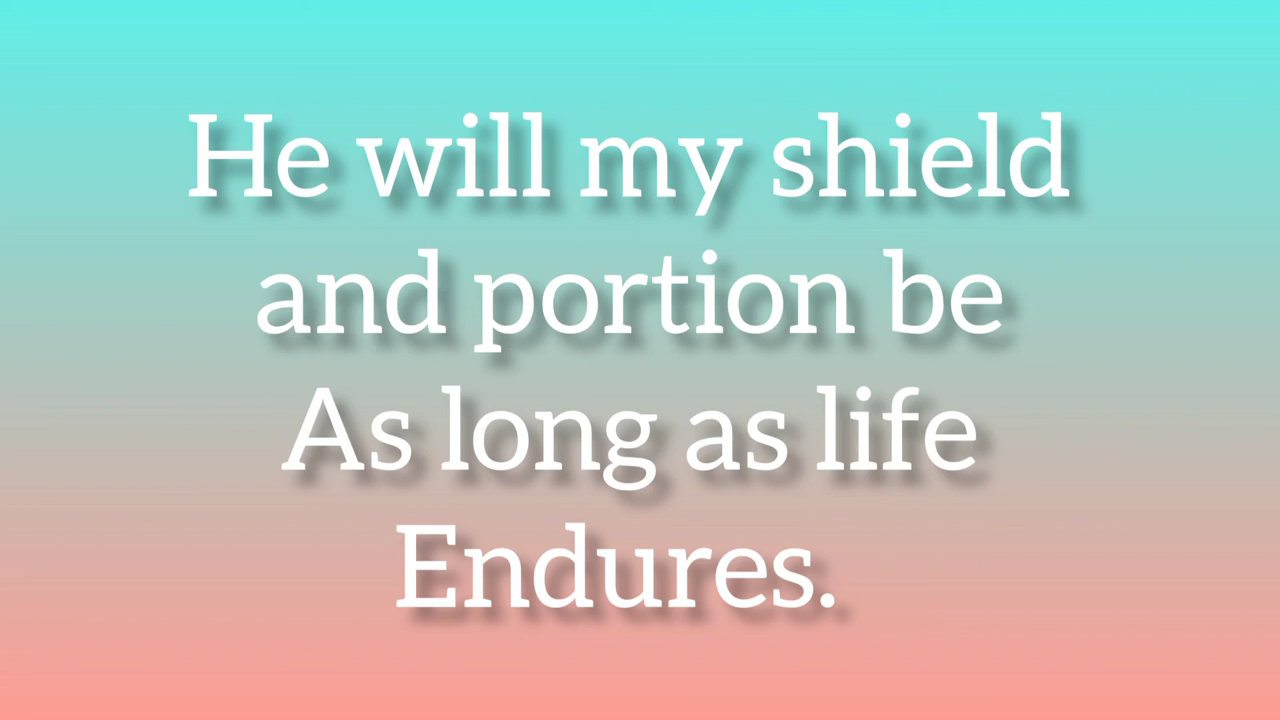 He will my shield
and portion be
As long as life
Endures.